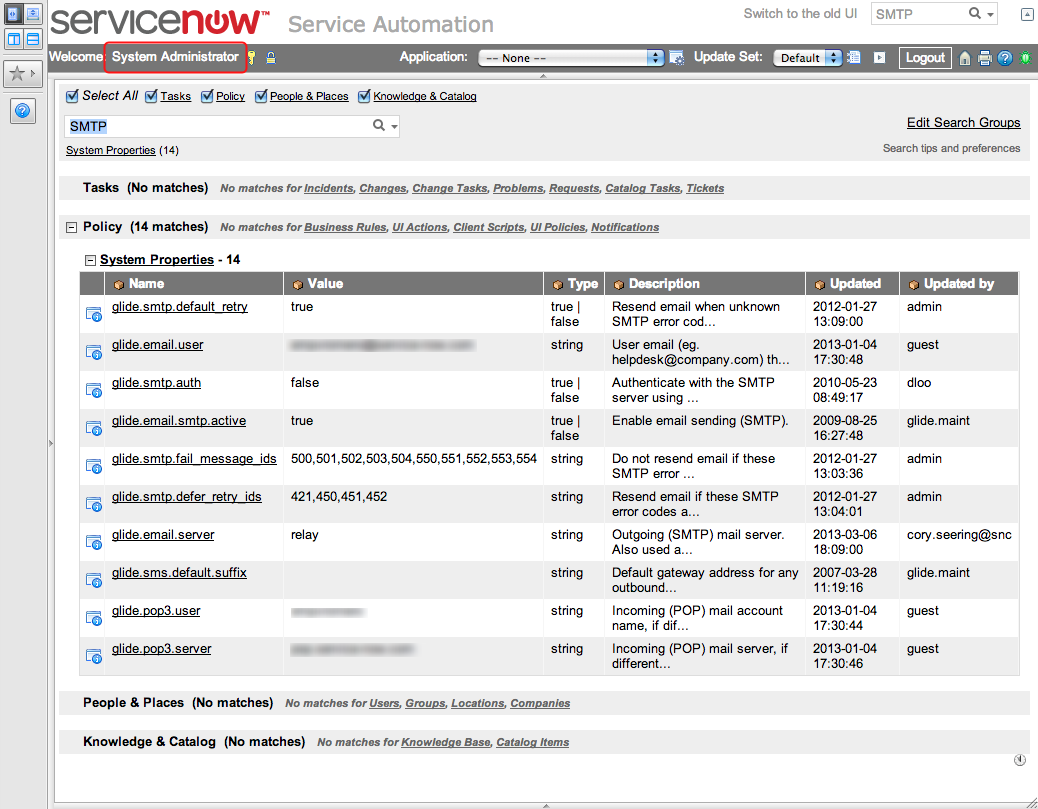 servicenow™ Service Automation
Switch to the old UI
SMTP
Welcome: System Administrator
Application: -- None --
Update Set: Default
Logout
Select All Tasks Policy People & Places Knowledge & Catalog
SMTP
Edit Search Groups
System Properties (14)
Search tips and preferences
Tasks (No matches) No matches for Incidents, Changes, Change Tasks, Problems, Requests, Catalog Tasks, Tickets
Policy (14 matches) No matches for Business Rules, UI Actions, Client Scripts, UI Policies, Notifications
System Properties - 14
Name Value Type Description Updated Updated by
glide.smtp.default_retry true true | Resend email when unknown 2012-01-27 admin
false SMTP error cod... 13:09:00
glide.email.user string User email (eg. 2013-01-04 guest
helpdesk@company.com) th... 17:30:48
glide.smtp.auth false true | Authenticate with the SMTP 2010-05-23 dloo
false server using ... 08:49:17
glide.email.smtp.active true true | Enable email sending (SMTP). 2009-08-25 glide.maint
false 16:27:48
glide.smtp.fail_message_ids 500,501,502,503,504,550,551,552,553,554 string Do not resend email if these 2012-01-27 admin
SMTP error ... 13:03:36
glide.smtp.defer_retry_ids 421,450,451,452 string Resend email if these SMTP 2012-01-27 admin
error codes a... 13:04:01
glide.email.server relay string Outgoing (SMTP) mail server. 2013-03-06 cory.seering@snc
Also used a... 18:09:00
glide.sms.default.suffix string Default gateway address for any 2007-03-28 glide.maint
outbound... 11:19:16
glide.pop3.user string Incoming (POP) mail account 2013-01-04 guest
name, if dif... 17:30:44
glide.pop3.server string Incoming (POP) mail server, if 2013-01-04 guest
different... 17:30:46
People & Places (No matches) No matches for Users, Groups, Locations, Companies
Knowledge & Catalog (No matches) No matches for Knowledge Base, Catalog Items